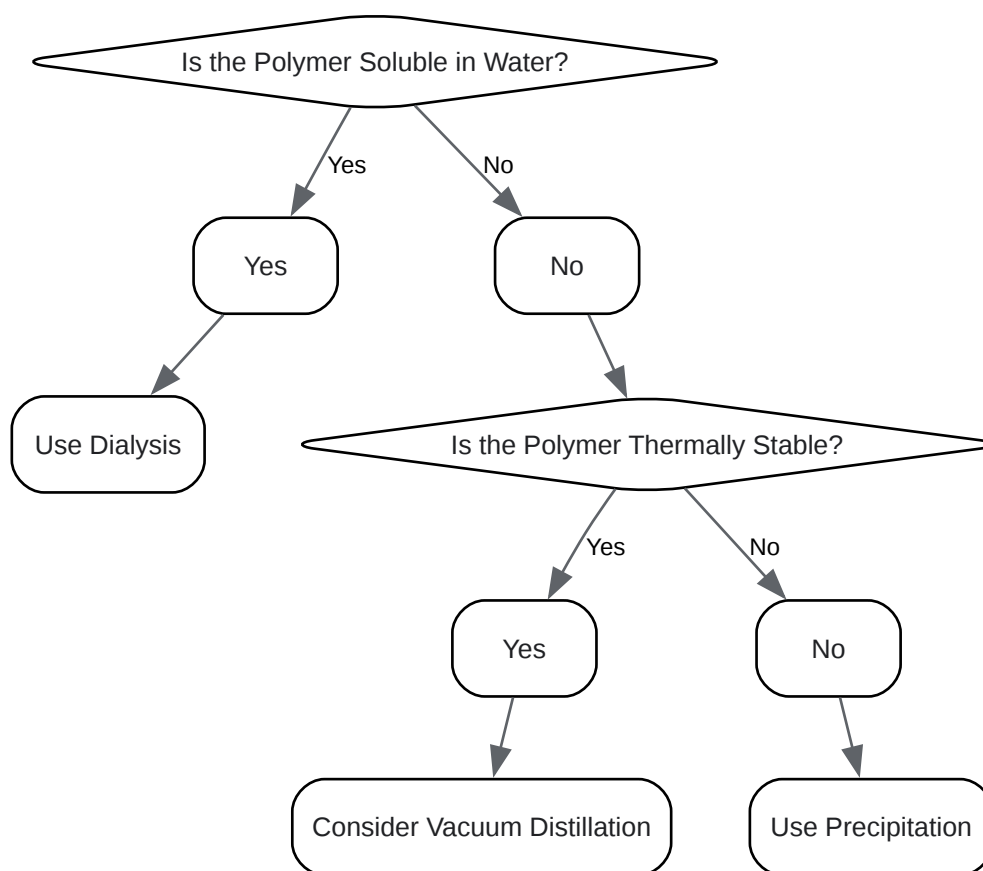 Is the Polymer Soluble in Water?
Yes
No
Yes
No
Use Dialysis
Is the Polymer Thermally Stable?
Yes
No
Yes
No
Consider Vacuum Distillation
Use Precipitation